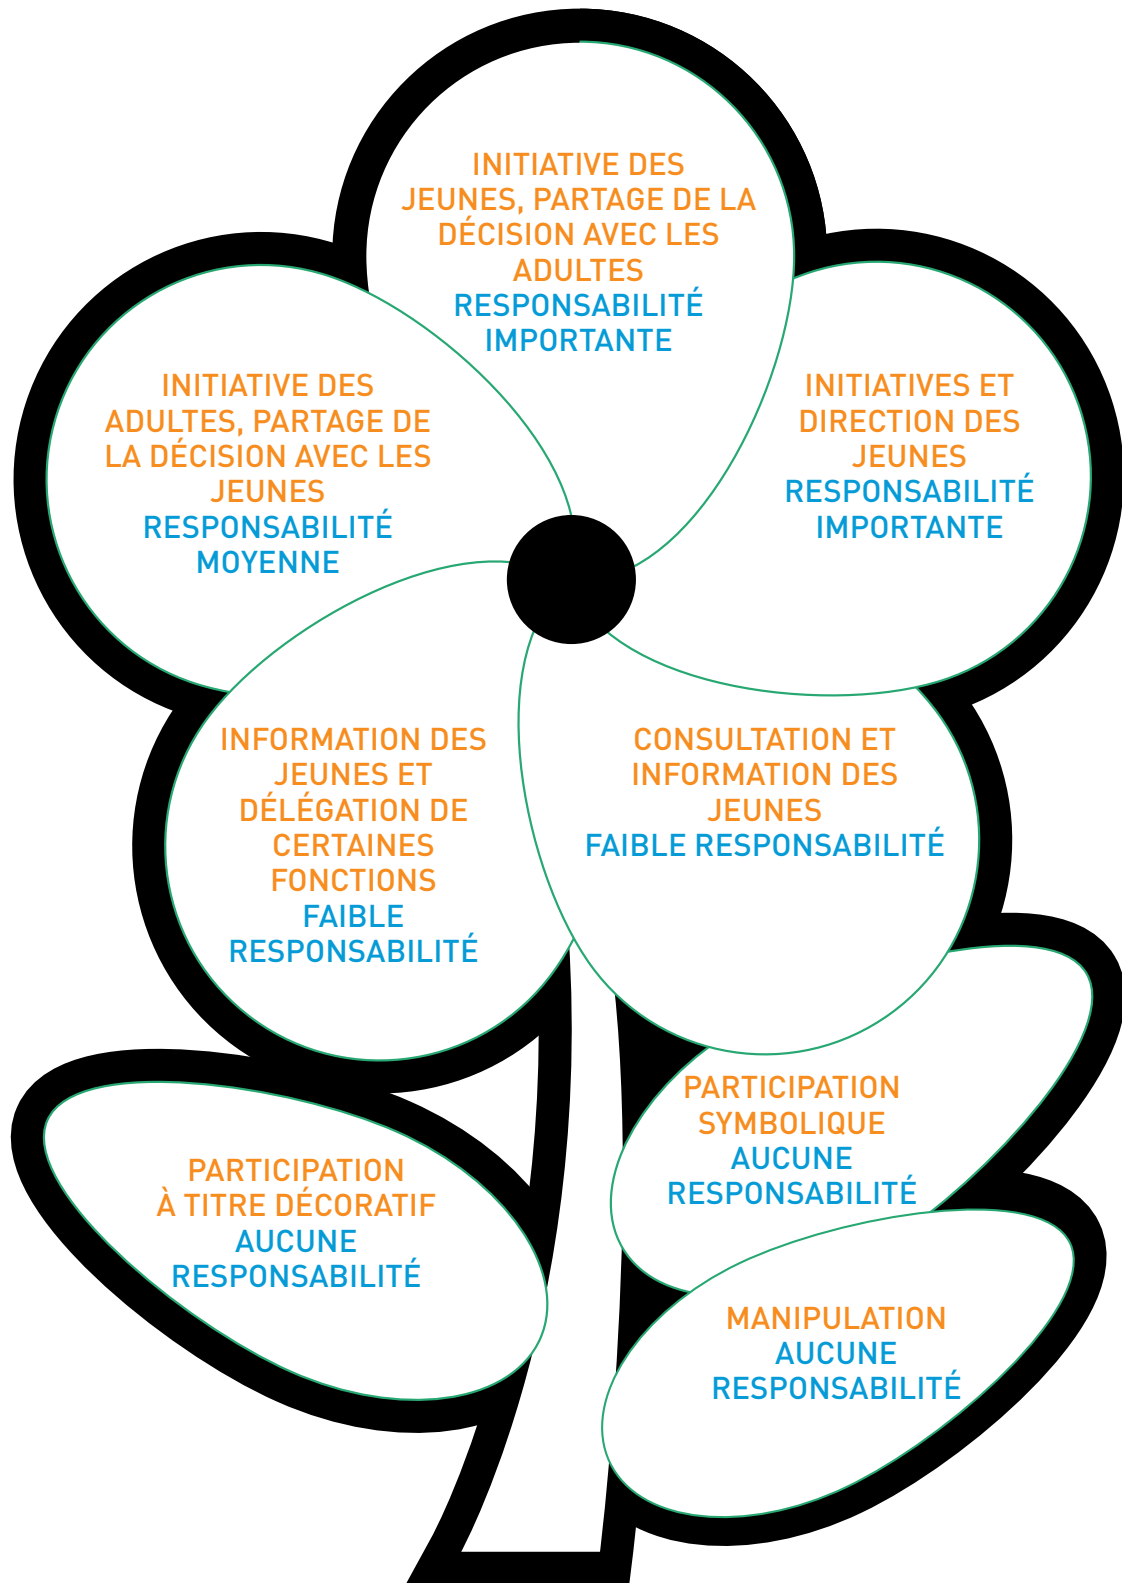 INITIATIVE DES
JEUNES, PARTAGE DE LA
DÉCISION AVEC LES
ADULTES
RESPONSABILITÉ
IMPORTANTE
INITIATIVE DES
ADULTES, PARTAGE DE
LA DÉCISION AVEC LES
JEUNES
RESPONSABILITÉ
MOYENNE
INITIATIVES ET
DIRECTION DES
JEUNES
RESPONSABILITÉ
IMPORTANTE
INFORMATION DES
JEUNES ET
DÉLÉGATION DE
CERTAINES
FONCTIONS
FAIBLE
RESPONSABILITÉ
CONSULTATION ET
INFORMATION DES
JEUNES
FAIBLE RESPONSABILITÉ
PARTICIPATION
SYMBOLIQUE
AUCUNE
RESPONSABILITÉ
PARTICIPATION
À TITRE DÉCORATIF
AUCUNE
RESPONSABILITÉ
MANIPULATION
AUCUNE
RESPONSABILITÉ